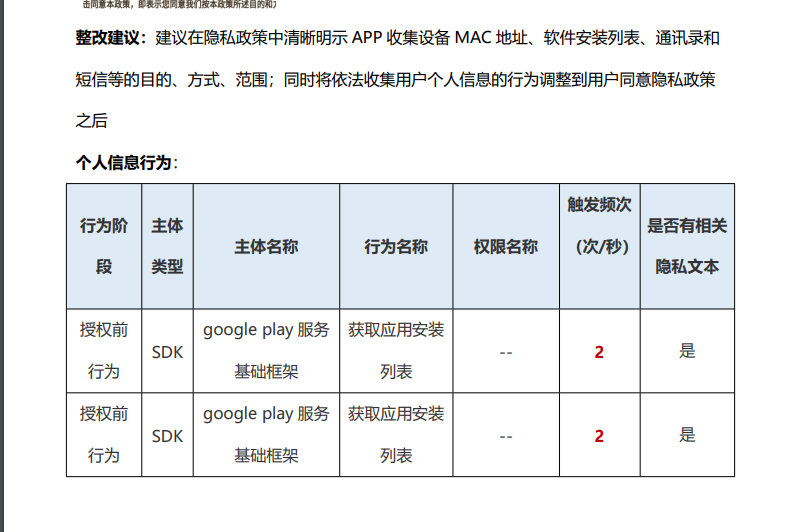 击同意本政策，即表示您同意我们按本政策所述目的和
整改建议：建议在隐私政策中清晰明示 APP 收集设备 MAC 地址、软件安装列表、通讯录和
短信等的目的、方式、范围；同时将依法收集用户个人信息的行为调整到用户同意隐私政策
之后
个人信息行为：
行为阶段 主体类型 主体名称 行为名称 权限名称 触发频次（次/秒） 是否有相关隐私文本
授权前行为 SDK google play 服务基础框架 获取应用安装列表 -- 2 是
授权前行为 SDK google play 服务基础框架 获取应用安装列表 -- 2 是